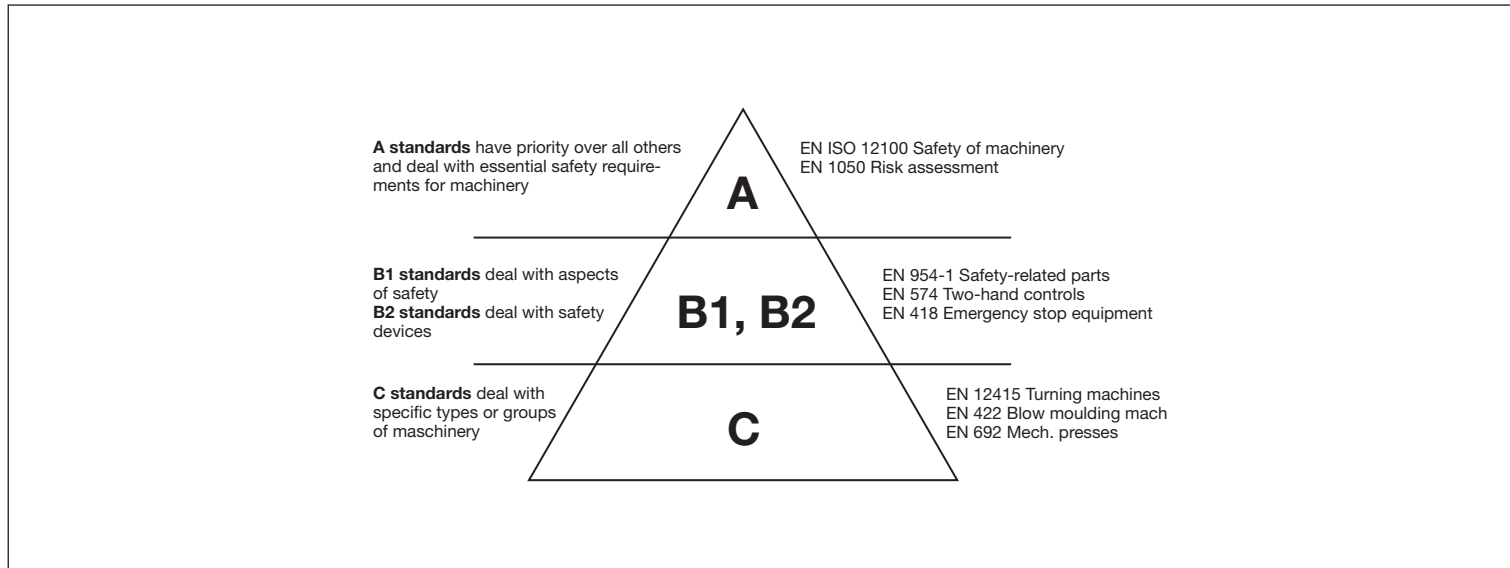 A standards have priority over all others
and deal with essential safety require-
ments for machinery
A
EN ISO 12100 Safety of machinery
EN 1050 Risk assessment
B1 standards deal with aspects
of safety
B2 standards deal with safety
devices
B1, B2
EN 954-1 Safety-related parts
EN 574 Two-hand controls
EN 418 Emergency stop equipment
C standards deal with
specific types or groups
of maschinery
C
EN 12415 Turning machines
EN 422 Blow moulding mach
EN 692 Mech. presses